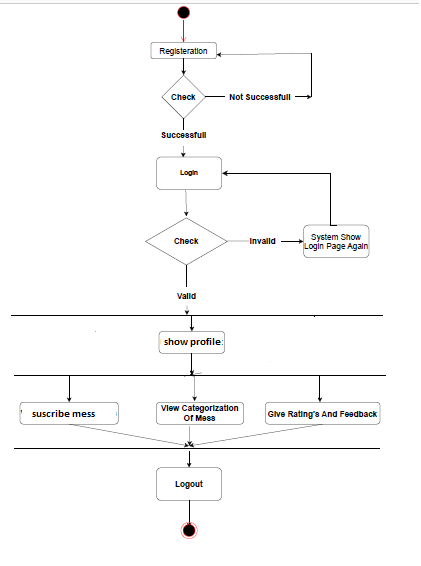 Registeration
Check
Not Successfull
Successfull
Login
Check
Invalid
System Show
Login Page Again
Valid
show profile:
suscribe mess
View Categorization
Of Mess
Give Rating's And Feedback
Logout